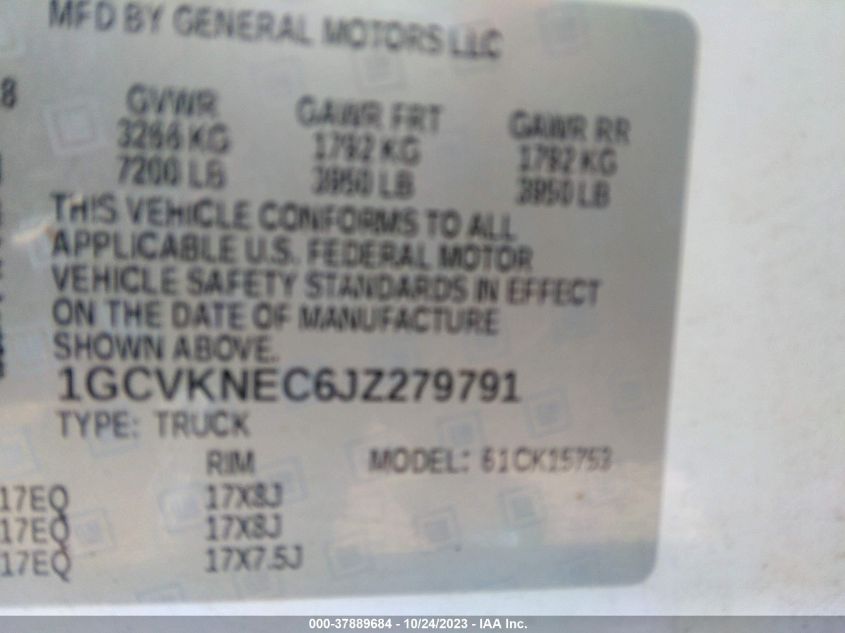 MFD BY GENERAL MOTORS LLC
8
GVWR GAWR FRT GAWR RR
3266 KG 1792 KG 1792 KG
7200 LB 3950 LB 3950 LB
THIS VEHICLE CONFORMS TO ALL
APPLICABLE U.S. FEDERAL MOTOR
VEHICLE SAFETY STANDARDS IN EFFECT
ON THE DATE OF MANUFACTURE
SHOWN ABOVE.
1GCVKNEC6JZ279791
TYPE: TRUCK
RIM MODEL:
17EQ 17X8J
17EQ 17X8J
17EQ 17X7.5J
000-37889684 - 10/24/2023 - IAA Inc.